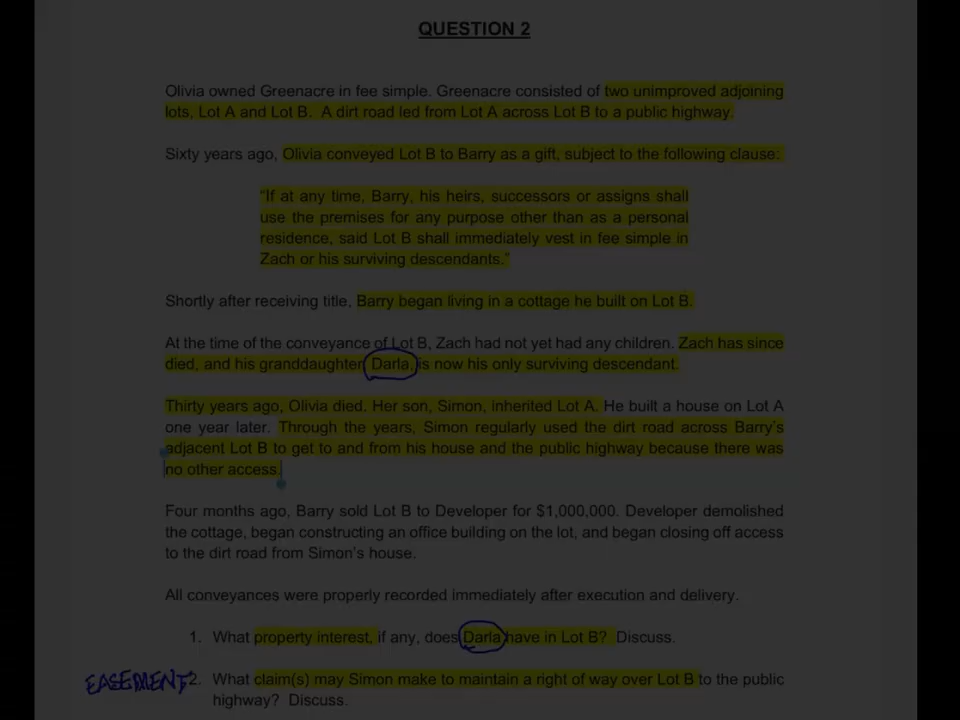 QUESTION 2
Olivia owned Greenacre in fee simple. Greenacre consisted of two unimproved adjoining
lots, Lot A and Lot B. A dirt road led from Lot A across Lot B to a public highway.
Sixty years ago, Olivia conveyed Lot B to Barry as a gift, subject to the following clause:
"If at any time, Barry, his heirs, successors or assigns shall
use the premises for any purpose other than as a personal
residence, said Lot B shall immediately vest in fee simple in
Zach or his surviving descendants."
Shortly after receiving title, Barry began living in a cottage he built on Lot B.
At the time of the conveyance of Lot B, Zach had not yet had any children. Zach has since
died, and his granddaughter, Darla, is now his only surviving descendant.
Thirty years ago, Olivia died. Her son, Simon, inherited Lot A. He built a house on Lot A
one year later. Through the years, Simon regularly used the dirt road across Barry's
adjacent Lot B to get to and from his house and the public highway because there was
no other access.
Four months ago, Barry sold Lot B to Developer for $1,000,000. Developer demolished
the cottage, began constructing an office building on the lot, and began closing off access
to the dirt road from Simon's house.
All conveyances were properly recorded immediately after execution and delivery.
1. What property interest, if any, does Darla have in Lot B? Discuss.
EASEMENT 2. What claim(s) may Simon make to maintain a right of way over Lot B to the public
highway? Discuss.